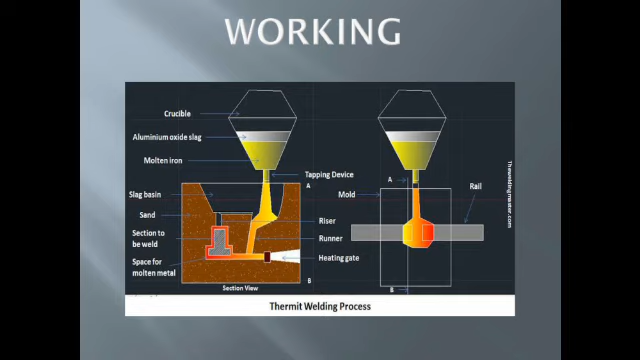 WORKING
Crucible
Aluminium oxide slag
Molten iron
Tapping Device
Slag basin
A
A
Mold
Rail
Sand
Riser
Section to
be weld
Runner
Space for
molten metal
Heating gate
B
B
Section View
Theweldingmaster.com
Thermit Welding Process